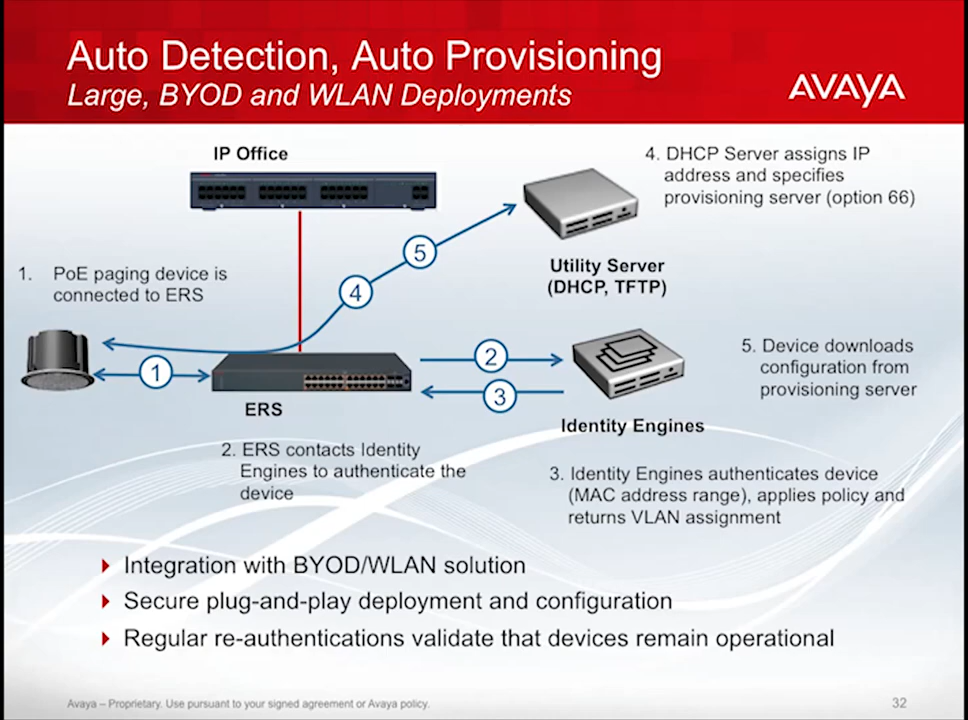 Auto Detection, Auto Provisioning
Large, BYOD and WLAN Deployments
AVAYA
IP Office
4. DHCP Server assigns IP
address and specifies
provisioning server (option 66)
5
Utility Server
(DHCP, TFTP)
1. PoE paging device is
connected to ERS
4
1
2
3
5. Device downloads
configuration from
provisioning server
ERS
Identity Engines
2. ERS contacts Identity
Engines to authenticate the
device
3. Identity Engines authenticates device
(MAC address range), applies policy and
returns VLAN assignment
Integration with BYOD/WLAN solution
Secure plug-and-play deployment and configuration
Regular re-authentications validate that devices remain operational
Avaya – Proprietary. Use pursuant to your signed agreement or Avaya policy.
32